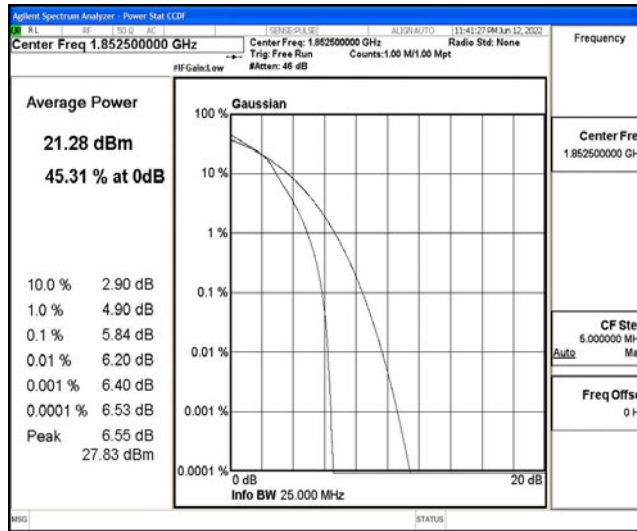 Agilent Spectrum Analyzer - Power Stat CCDF
RL RF 50 Ω AC SENSE:PULSE ALIGN AUTO 11:41:27 PM Jun 12, 2022
Center Freq 1.852500000 GHz
Center Freq: 1.852500000 GHz Radio Std: None
Trig: Free Run Counts:1.00 M/1.00 Mpt
#IFGain:Low #Atten: 46 dB
Frequency
Average Power
21.28 dBm
45.31 % at 0dB
10.0 % 2.90 dB
1.0 % 4.90 dB
0.1 % 5.84 dB
0.01 % 6.20 dB
0.001 % 6.40 dB
0.0001 % 6.53 dB
Peak 6.55 dB
27.83 dBm
Gaussian
100 %
10 %
1 %
0.1 %
0.01 %
0.001 %
0.0001 %
0 dB 20 dB
Info BW 25.000 MHz
Center Fre
1.852500000 GH
CF Ste
5.000000 MH
Auto Ma
Freq Offse
0 H
MSG STATUS